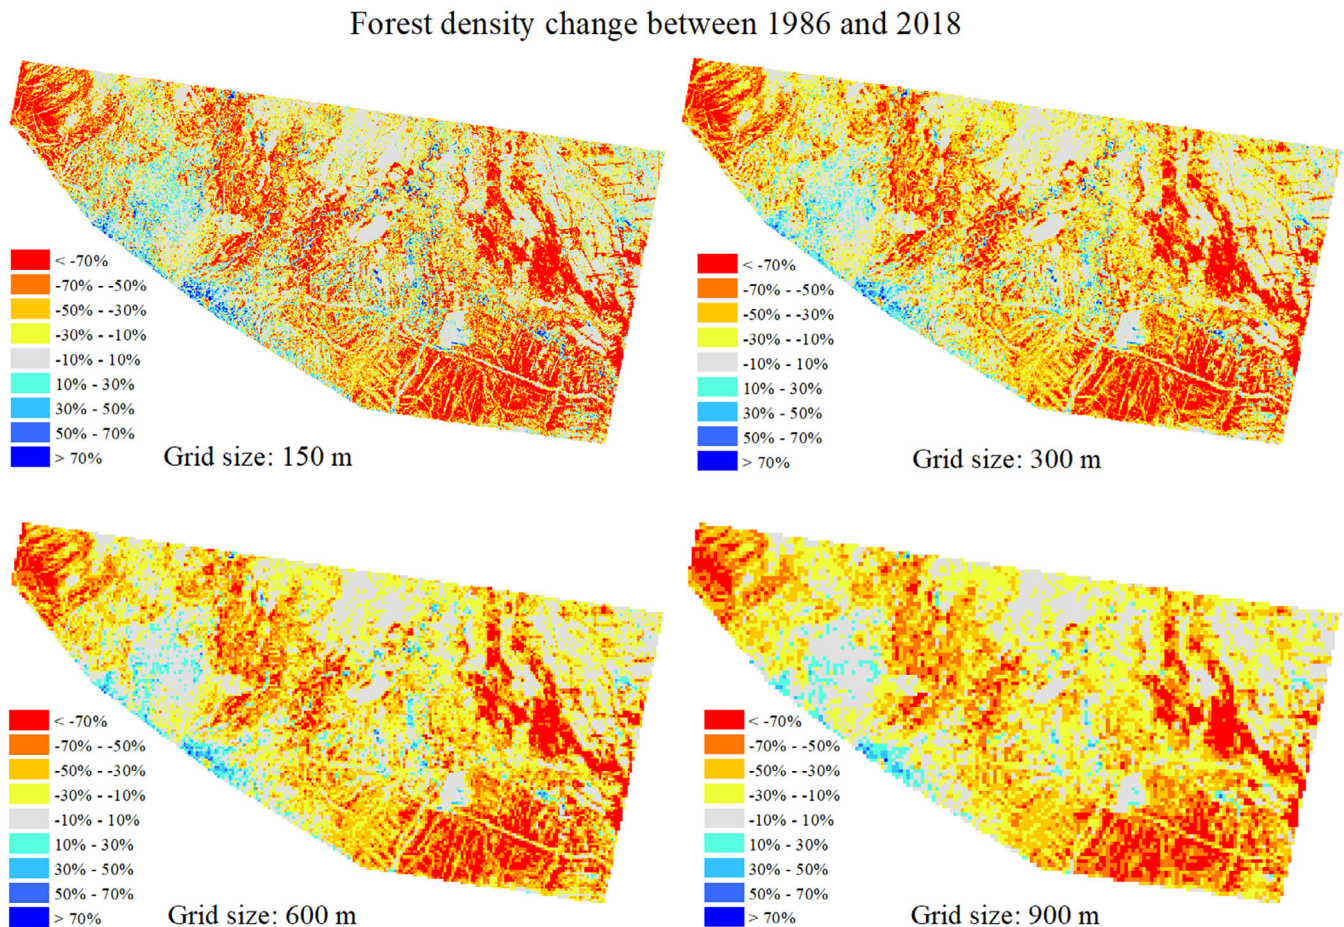 Forest density change between 1986 and 2018
< -70%
-70% - -50%
-50% - -30%
-30% - -10%
-10% - 10%
10% - 30%
30% - 50%
50% - 70%
> 70%
Grid size: 150 m
< -70%
-70% - -50%
-50% - -30%
-30% - -10%
-10% - 10%
10% - 30%
30% - 50%
50% - 70%
> 70%
Grid size: 300 m
< -70%
-70% - -50%
-50% - -30%
-30% - -10%
-10% - 10%
10% - 30%
30% - 50%
50% - 70%
> 70%
Grid size: 600 m
< -70%
-70% - -50%
-50% - -30%
-30% - -10%
-10% - 10%
10% - 30%
30% - 50%
50% - 70%
> 70%
Grid size: 900 m